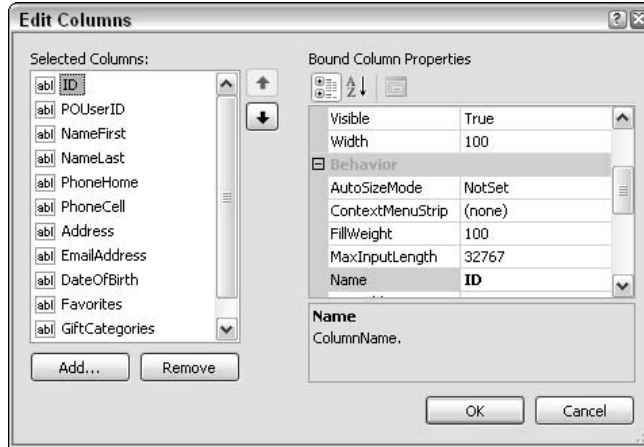 Edit Columns
Selected Columns:
abl ID
abl POUserID
abl NameFirst
abl NameLast
abl PhoneHome
abl PhoneCell
abl Address
abl EmailAddress
abl DateOfBirth
abl Favorites
abl GiftCategories
Add...
Remove
Bound Column Properties
Visible True
Width 100
Behavior
AutoSizeMode NotSet
ContextMenuStrip (none)
FillWeight 100
MaxInputLength 32767
Name ID
Name
ColumnName.
OK
Cancel